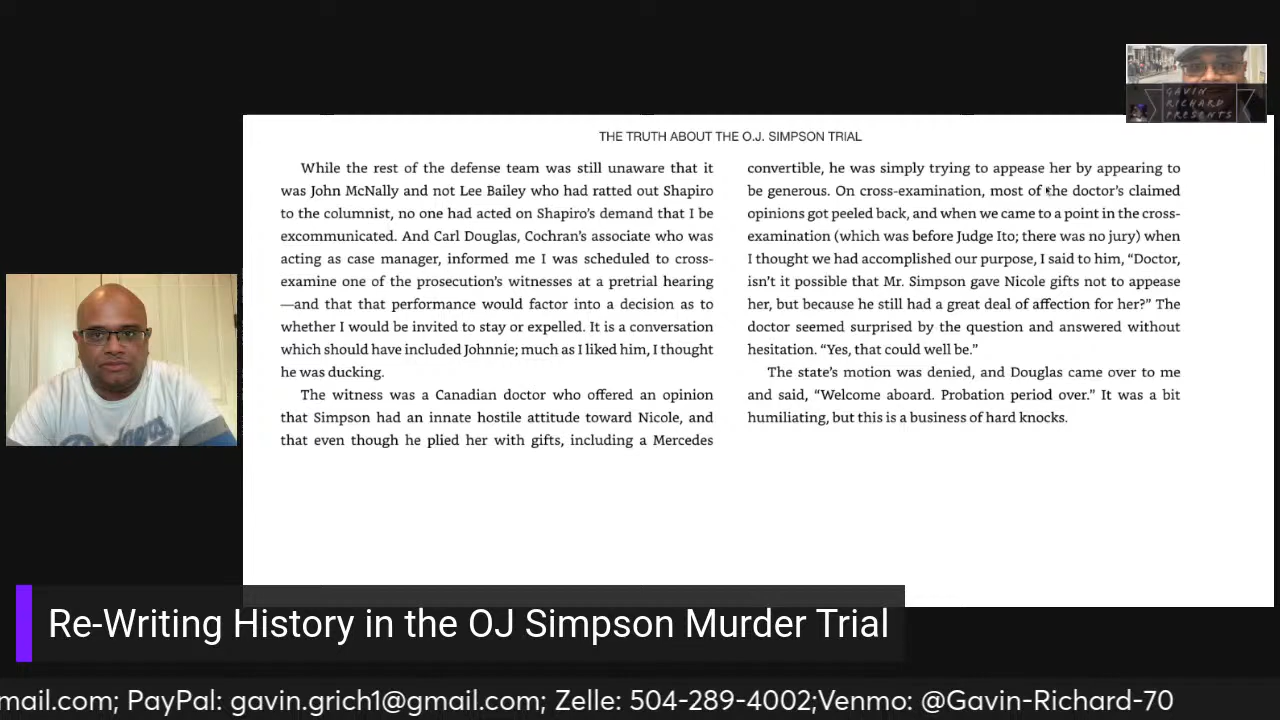 GAVIN
RICHARD
PRESENTS
THE TRUTH ABOUT THE O.J. SIMPSON TRIAL
While the rest of the defense team was still unaware that it
was John McNally and not Lee Bailey who had ratted out Shapiro
to the columnist, no one had acted on Shapiro’s demand that I be
excommunicated. And Carl Douglas, Cochran’s associate who was
acting as case manager, informed me I was scheduled to cross-
examine one of the prosecution’s witnesses at a pretrial hearing
—and that that performance would factor into a decision as to
whether I would be invited to stay or expelled. It is a conversation
which should have included Johnnie; much as I liked him, I thought
he was ducking.
The witness was a Canadian doctor who offered an opinion
that Simpson had an innate hostile attitude toward Nicole, and
that even though he plied her with gifts, including a Mercedes
convertible, he was simply trying to appease her by appearing to
be generous. On cross-examination, most of the doctor’s claimed
opinions got peeled back, and when we came to a point in the cross-
examination (which was before Judge Ito; there was no jury) when
I thought we had accomplished our purpose, I said to him, “Doctor,
isn’t it possible that Mr. Simpson gave Nicole gifts not to appease
her, but because he still had a great deal of affection for her?” The
doctor seemed surprised by the question and answered without
hesitation. “Yes, that could well be.”
The state’s motion was denied, and Douglas came over to me
and said, “Welcome aboard. Probation period over.” It was a bit
humiliating, but this is a business of hard knocks.
Dodgers
Re-Writing History in the OJ Simpson Murder Trial
mail.com; PayPal: gavin.grich1@gmail.com; Zelle: 504-289-4002;Venmo: @Gavin-Richard-70